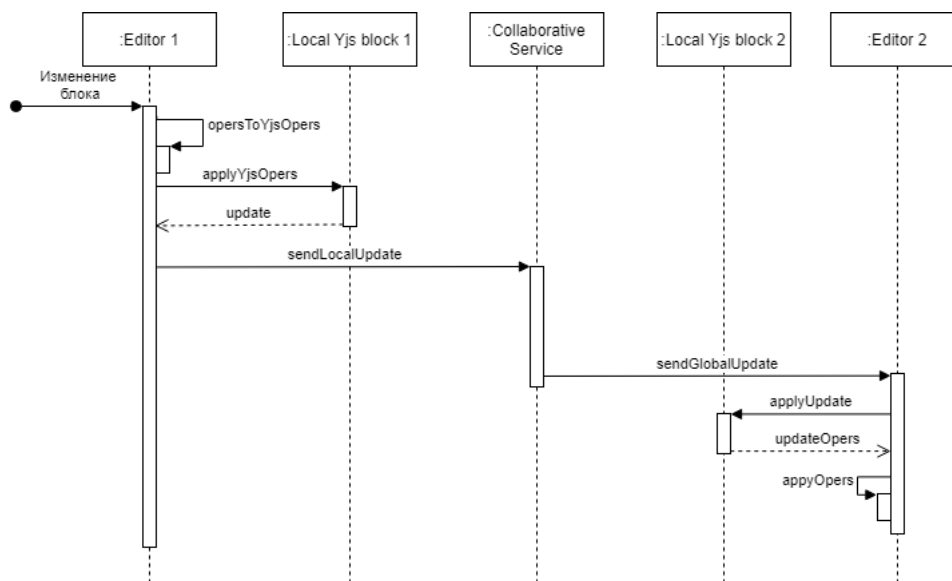 :Editor 1
:Local Yjs block 1
:Collaborative
Service
:Local Yjs block 2
:Editor 2
Изменение
блока
opersToYjsOpers
applyYjsOpers
update
sendLocalUpdate
sendGlobalUpdate
applyUpdate
updateOpers
appyOpers